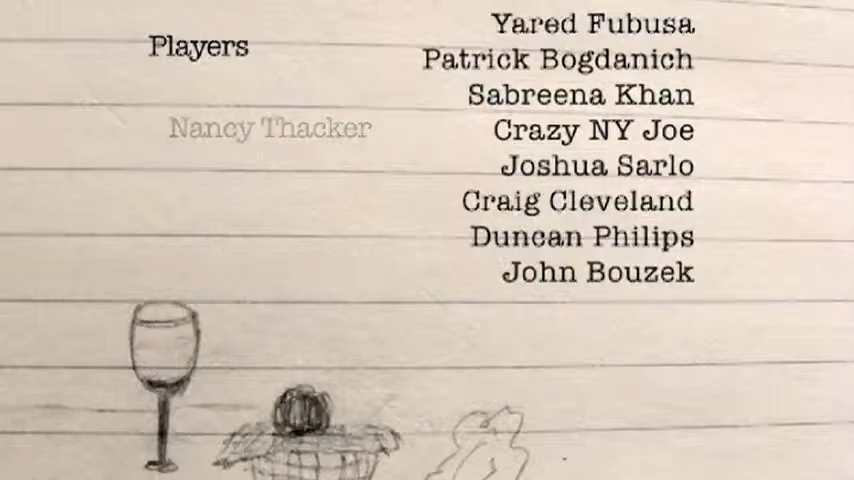 Players
Nancy Thacker
Yared Fubusa
Patrick Bogdanich
Sabreena Khan
Crazy NY Joe
Joshua Sarlo
Craig Cleveland
Duncan Philips
John Bouzek